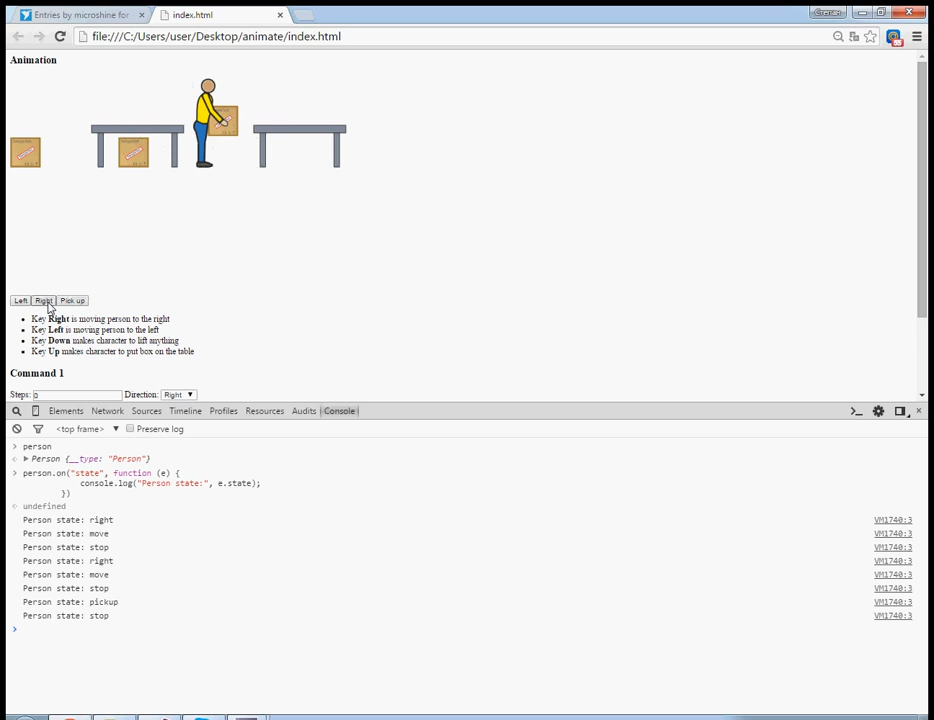 Entries by microshine for
index.html
Степан
file:///C:/Users/user/Desktop/animate/index.html
Animation
Left Right Pick up
Key Right is moving person to the right
Key Left is moving person to the left
Key Down makes character to lift anything
Key Up makes character to put box on the table
Command 1
Steps: 0 Direction: Right
Elements Network Sources Timeline Profiles Resources Audits Console
<top frame> Preserve log
person
Person {__type: "Person"}
person.on("state", function (e) {
console.log("Person state:", e.state);
})
undefined
Person state: right VM1740:3
Person state: move VM1740:3
Person state: stop VM1740:3
Person state: right VM1740:3
Person state: move VM1740:3
Person state: stop VM1740:3
Person state: pickup VM1740:3
Person state: stop VM1740:3